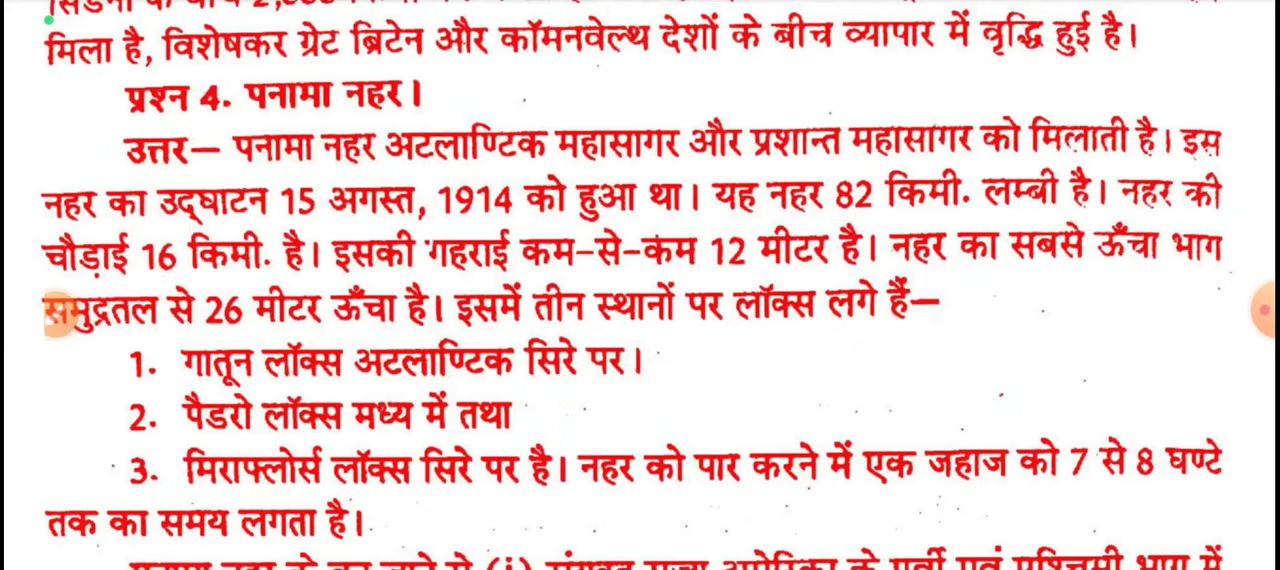 मिला है, विशेषकर ग्रेट ब्रिटेन और कॉमनवेल्थ देशों के बीच व्यापार में वृद्धि हुई है।
प्रश्न 4. पनामा नहर।
उत्तर— पनामा नहर अटलाण्टिक महासागर और प्रशान्त महासागर को मिलाती है। इस
नहर का उद्घाटन 15 अगस्त, 1914 को हुआ था। यह नहर 82 किमी. लम्बी है। नहर की
चौड़ाई 16 किमी. है। इसकी गहराई कम-से-कम 12 मीटर है। नहर का सबसे ऊँचा भाग
समुद्रतल से 26 मीटर ऊँचा है। इसमें तीन स्थानों पर लॉक्स लगे हैं—
1. गातून लॉक्स अटलाण्टिक सिरे पर।
2. पैडरो लॉक्स मध्य में तथा
3. मिराफ्लोर्स लॉक्स सिरे पर है। नहर को पार करने में एक जहाज को 7 से 8 घण्टे
तक का समय लगता है।